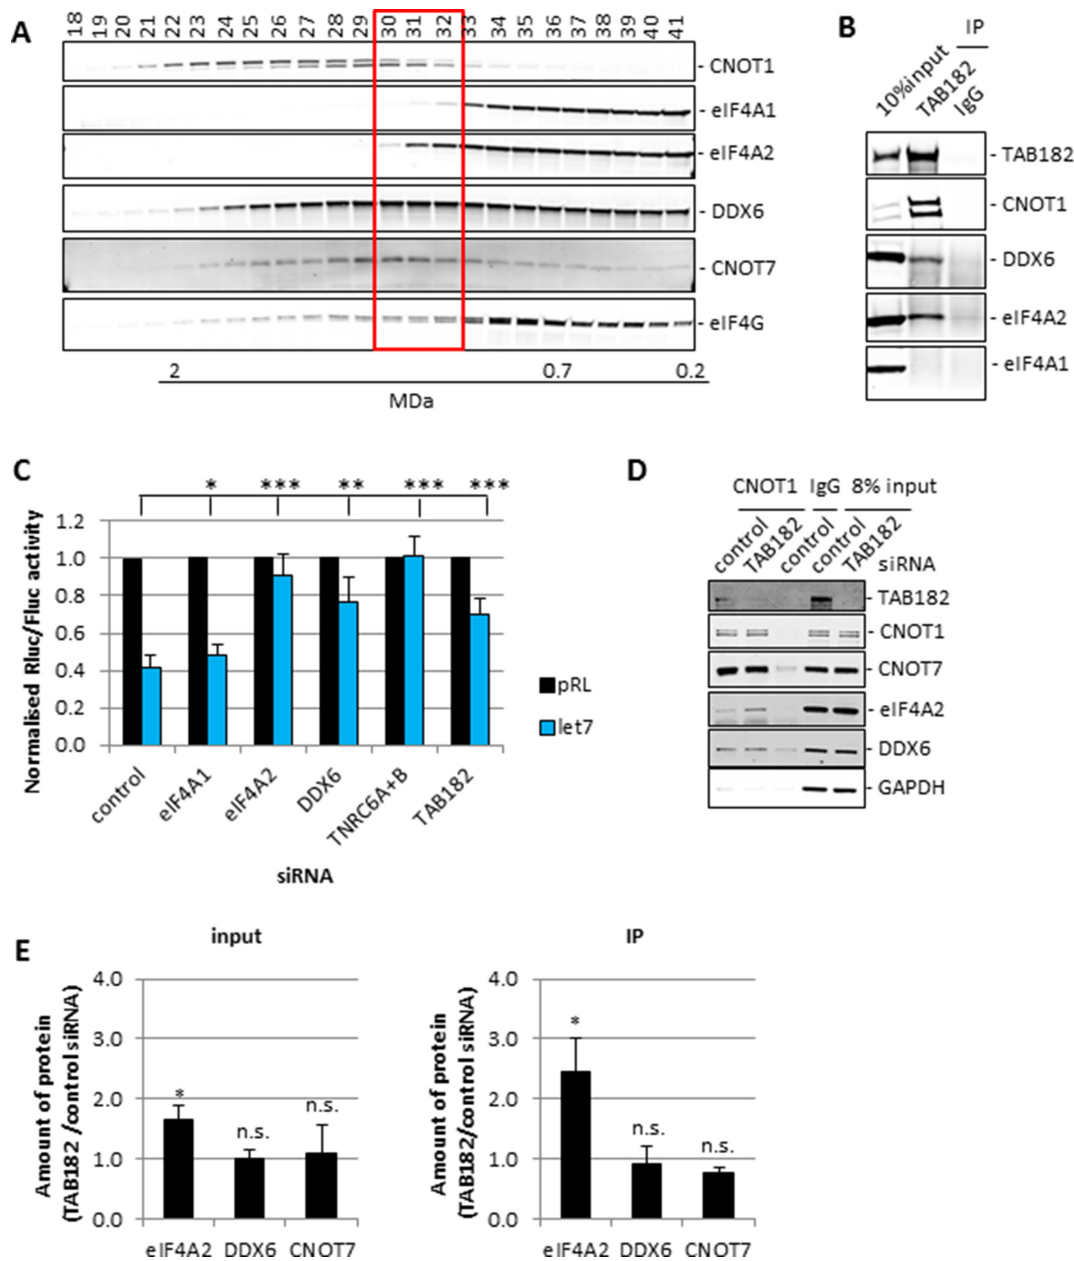 A
18 19 20 21 22 23 24 25 26 27 28 29 30 31 32 33 34 35 36 37 38 39 40 41
- CNOT1
- eIF4A1
- eIF4A2
- DDX6
- CNOT7
- eIF4G
2 0.7 0.2
MDa
B
IP
10%input TAB182 IgG
- TAB182
- CNOT1
- DDX6
- eIF4A2
- eIF4A1
C
* *** ** *** ***
Normalised Rluc/Fluc activity
1.2
1.0
0.8
0.6
0.4
0.2
0.0
control eIF4A1 eIF4A2 DDX6 TNRC6A+B TAB182
siRNA
pRL
let7
D
CNOT1 IgG 8% input
control TAB182 control control TAB182 siRNA
- TAB182
- CNOT1
- CNOT7
- eIF4A2
- DDX6
- GAPDH
E
input
Amount of protein
(TAB182 /control siRNA)
4.0
3.0
2.0
1.0
0.0
* n.s. n.s.
eIF4A2 DDX6 CNOT7
IP
Amount of protein
(TAB182/control siRNA)
4.0
3.0
2.0
1.0
0.0
* n.s. n.s.
eIF4A2 DDX6 CNOT7